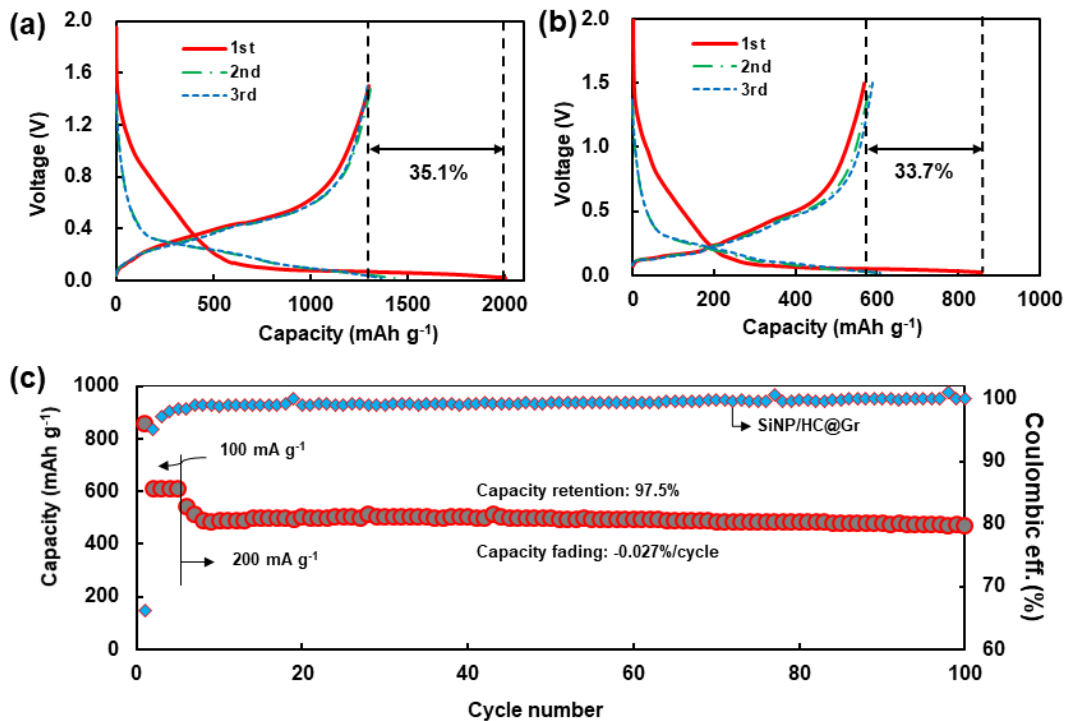 (a)
2.0
1.6
1.2
0.8
0.4
0.0
Voltage (V)
1st
2nd
3rd
35.1%
0
500
1000
1500
2000
Capacity (mAh g-1)
(b)
2.0
1.5
1.0
0.5
0.0
Voltage (V)
1st
2nd
3rd
33.7%
0
200
400
600
800
1000
Capacity (mAh g-1)
(c)
1000
800
600
400
200
0
Capacity (mAh g-1)
100 mA g-1
200 mA g-1
SiNP/HC@Gr
Capacity retention: 97.5%
Capacity fading: -0.027%/cycle
100
90
80
70
60
Coulombic eff. (%)
0
20
40
60
80
100
Cycle number